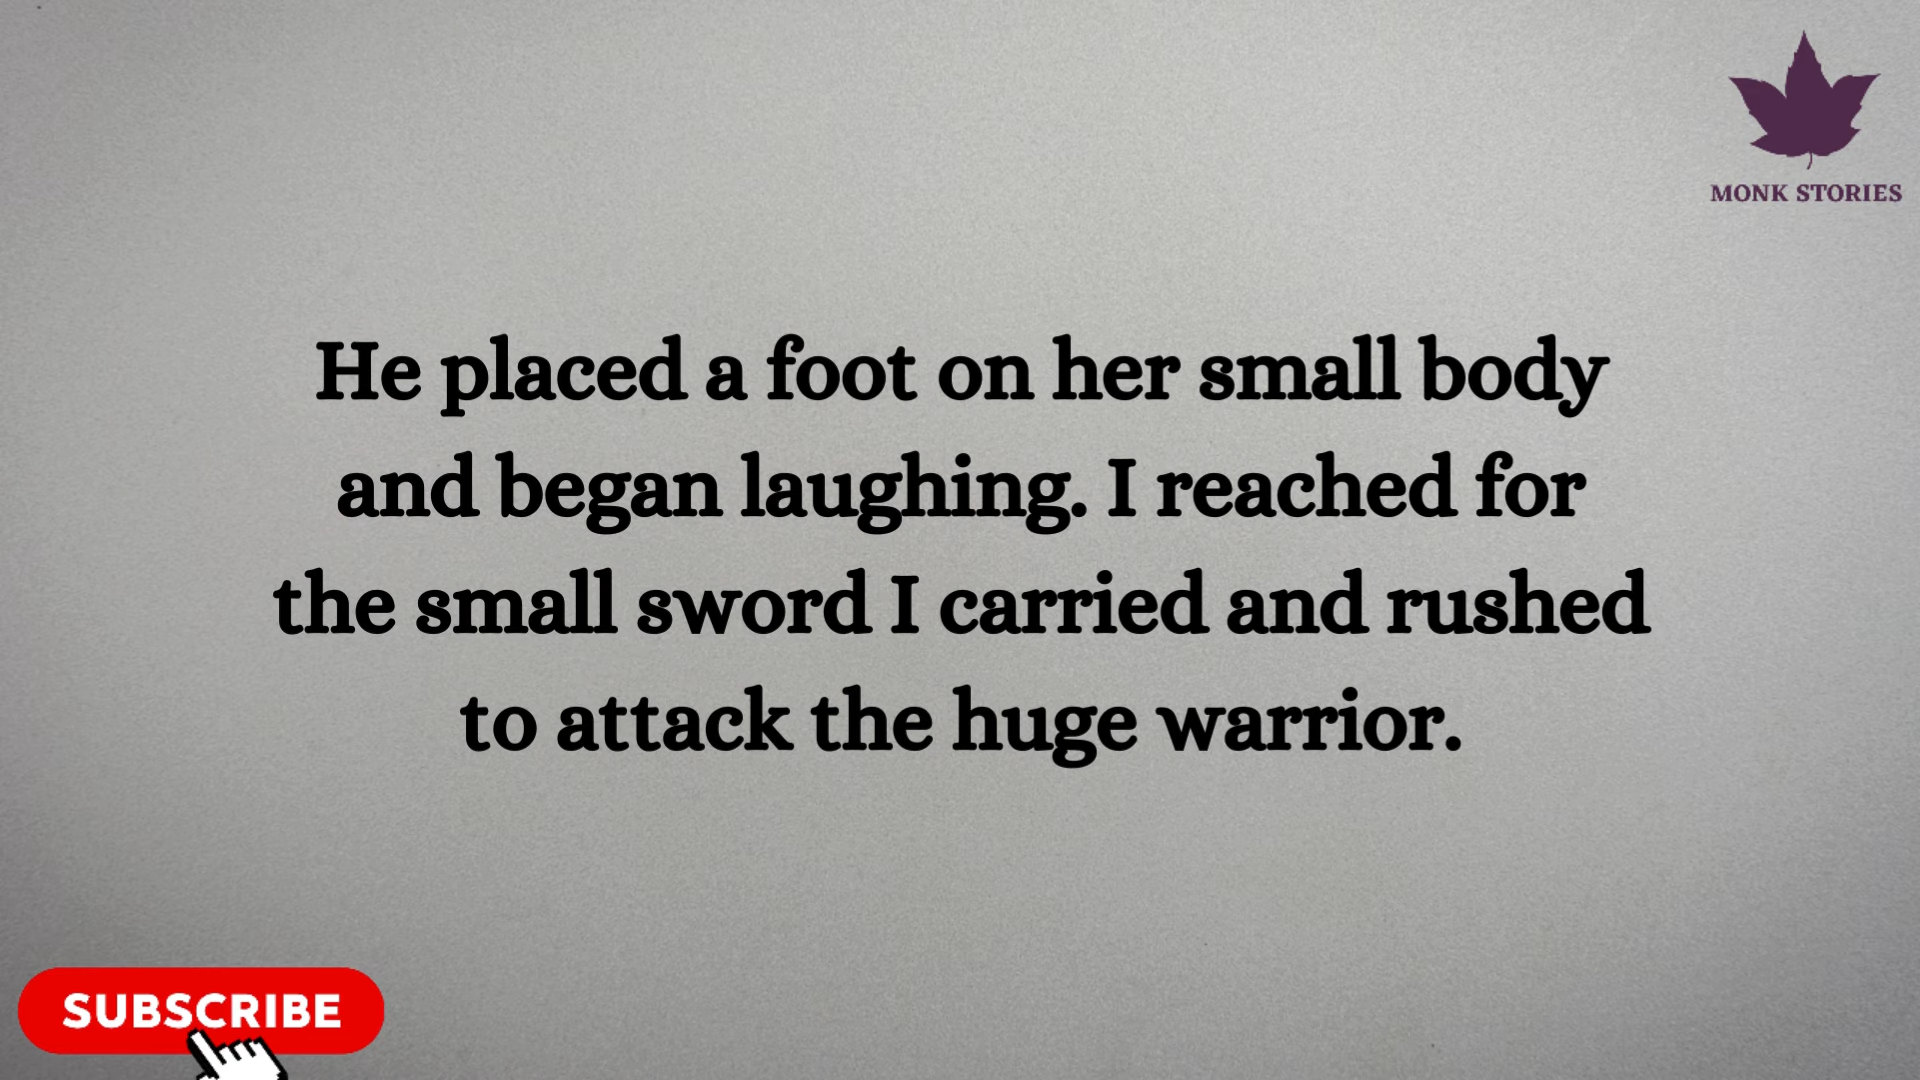 MONK STORIES
He placed a foot on her small body
and began laughing. I reached for
the small sword I carried and rushed
to attack the huge warrior.
SUBSCRIBE